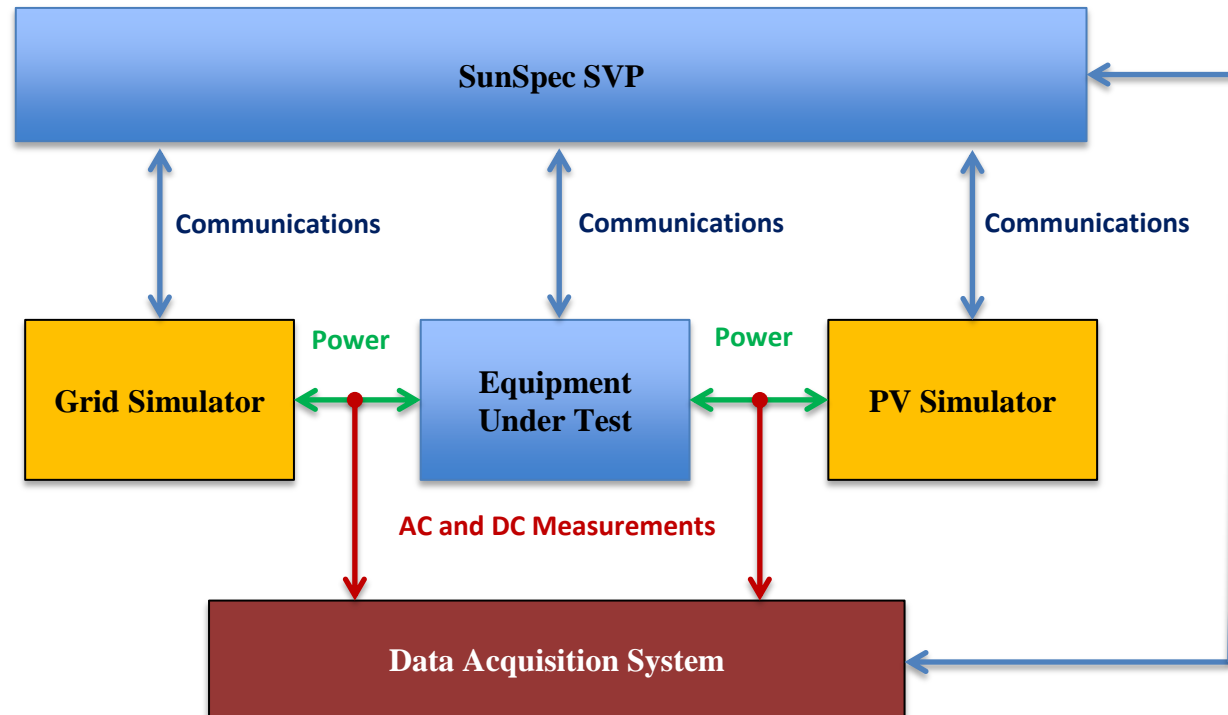 SunSpec SVP
Communications
Communications
Communications
Power
Power
Grid Simulator
Equipment
Under Test
PV Simulator
AC and DC Measurements
Data Acquisition System